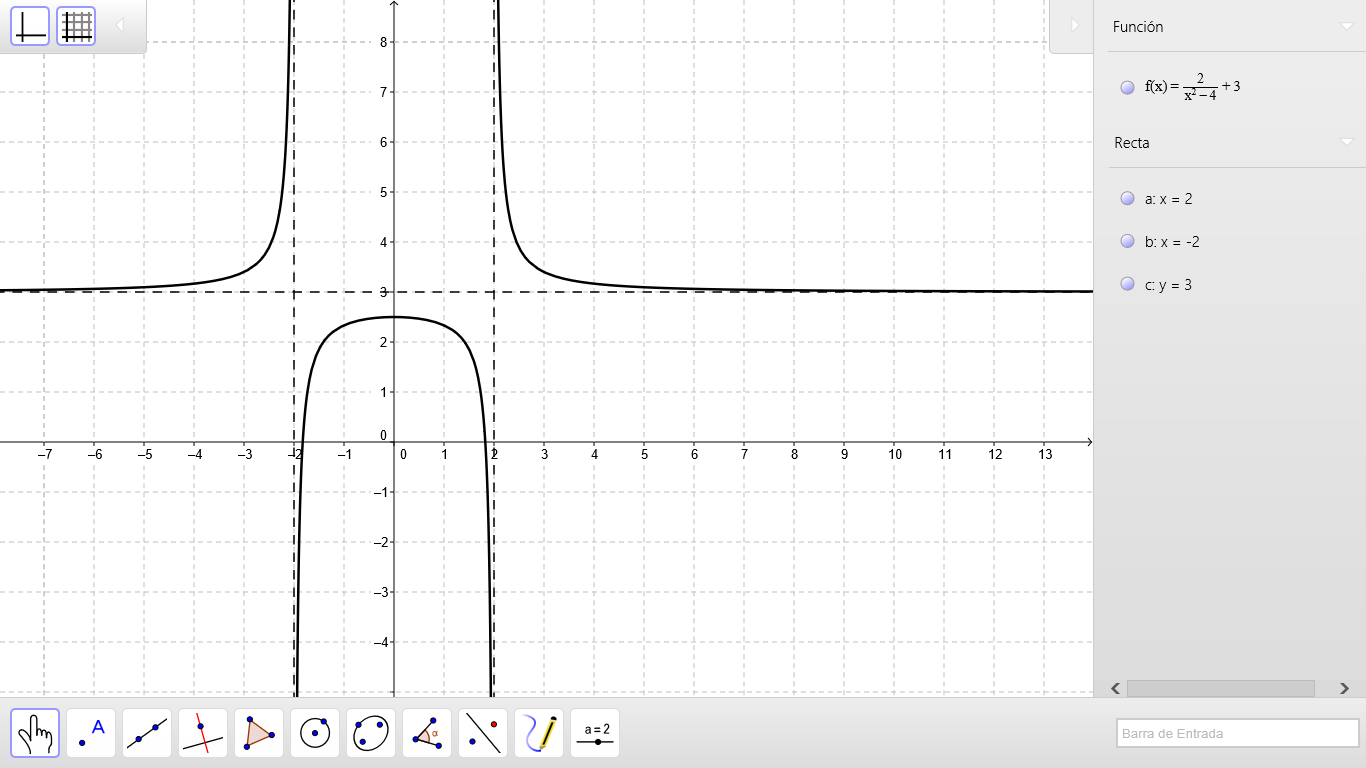 Función
f(x) = 2/(x² − 4) + 3
Recta
a: x = 2
b: x = -2
c: y = 3
8
7
6
5
4
3
2
1
0
–1
–2
–3
–4
–7 –6 –5 –4 –3 –2 –1 0 1 2 3 4 5 6 7 8 9 10 11 12 13
A
α
a = 2
Barra de Entrada